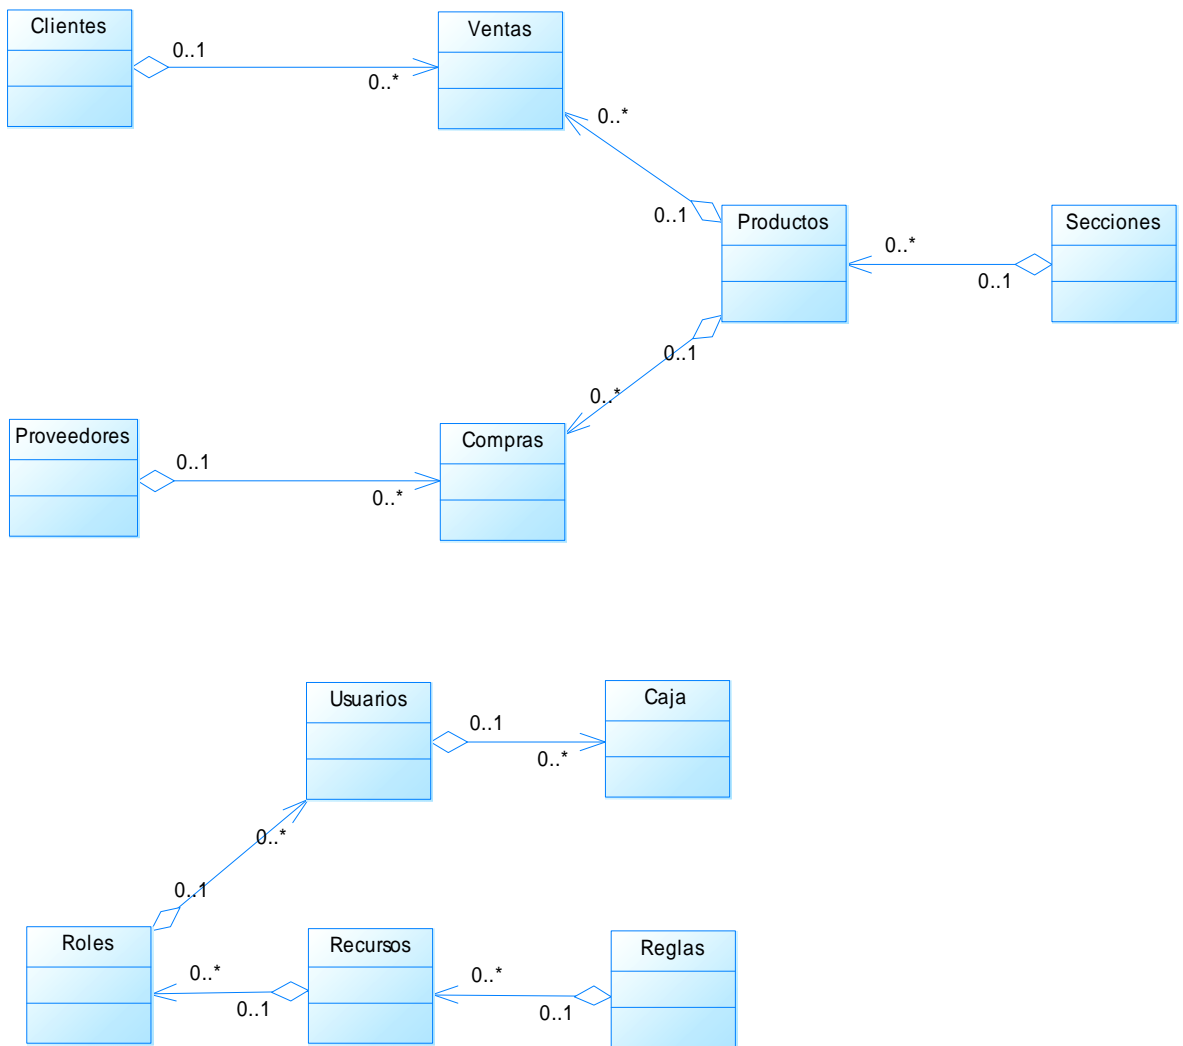 Clientes
Ventas
0..1
0..*
0..*
0..1
Productos
Secciones
0..*
0..1
0..1
0..*
Proveedores
Compras
0..1
0..*
Usuarios
Caja
0..1
0..*
0..*
0..1
Roles
Recursos
Reglas
0..*
0..1
0..*
0..1